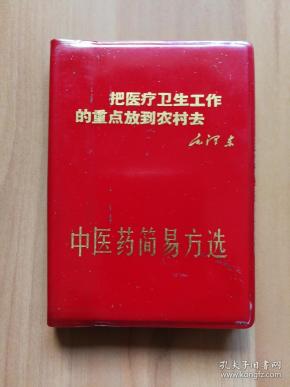 把医疗卫生工作
的重点放到农村去
毛泽东
中医药简易方选
孔夫子旧书网